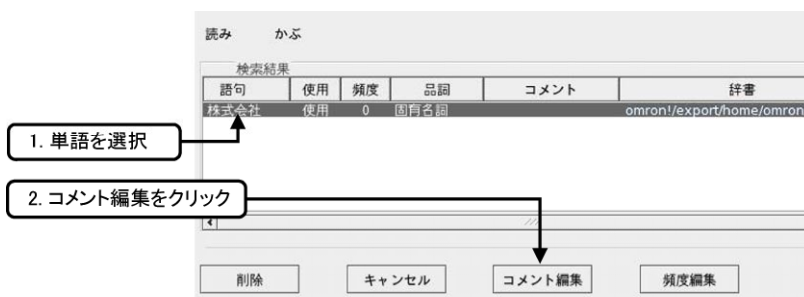 読み かぶ
検索結果
語句 使用 頻度 品詞 コメント 辞書
株式会社 使用 0 固有名詞 omron!/export/home/omron
1. 単語を選択
2. コメント編集をクリック
削除 キャンセル コメント編集 頻度編集